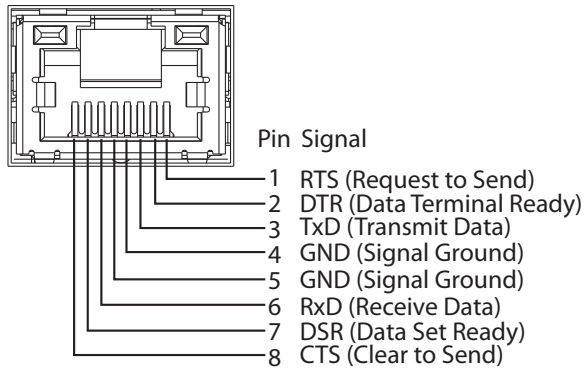 Pin Signal
1 RTS (Request to Send)
2 DTR (Data Terminal Ready)
3 TxD (Transmit Data)
4 GND (Signal Ground)
5 GND (Signal Ground)
6 RxD (Receive Data)
7 DSR (Data Set Ready)
8 CTS (Clear to Send)